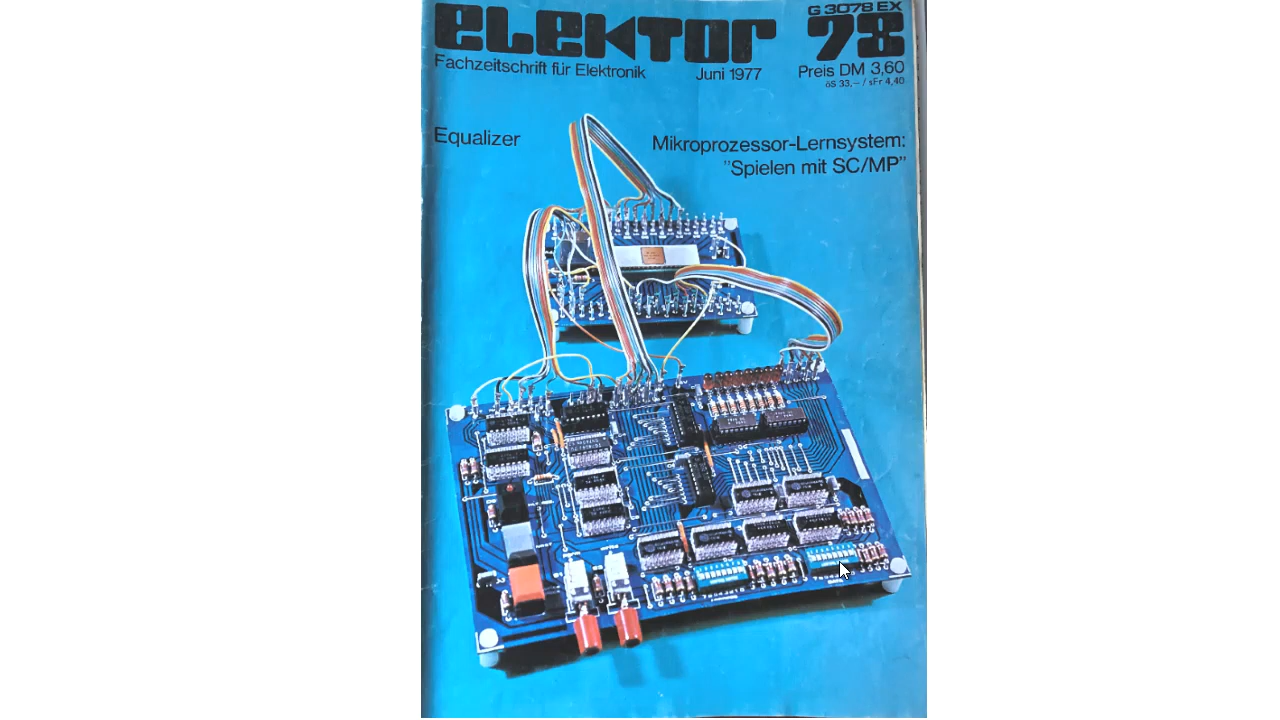 elektor
G 3078 EX
78
Fachzeitschrift für Elektronik
Juni 1977
Preis DM 3,60
öS 33,– / sFr 4,40
Equalizer
Mikroprozessor-Lernsystem:
"Spielen mit SC/MP"